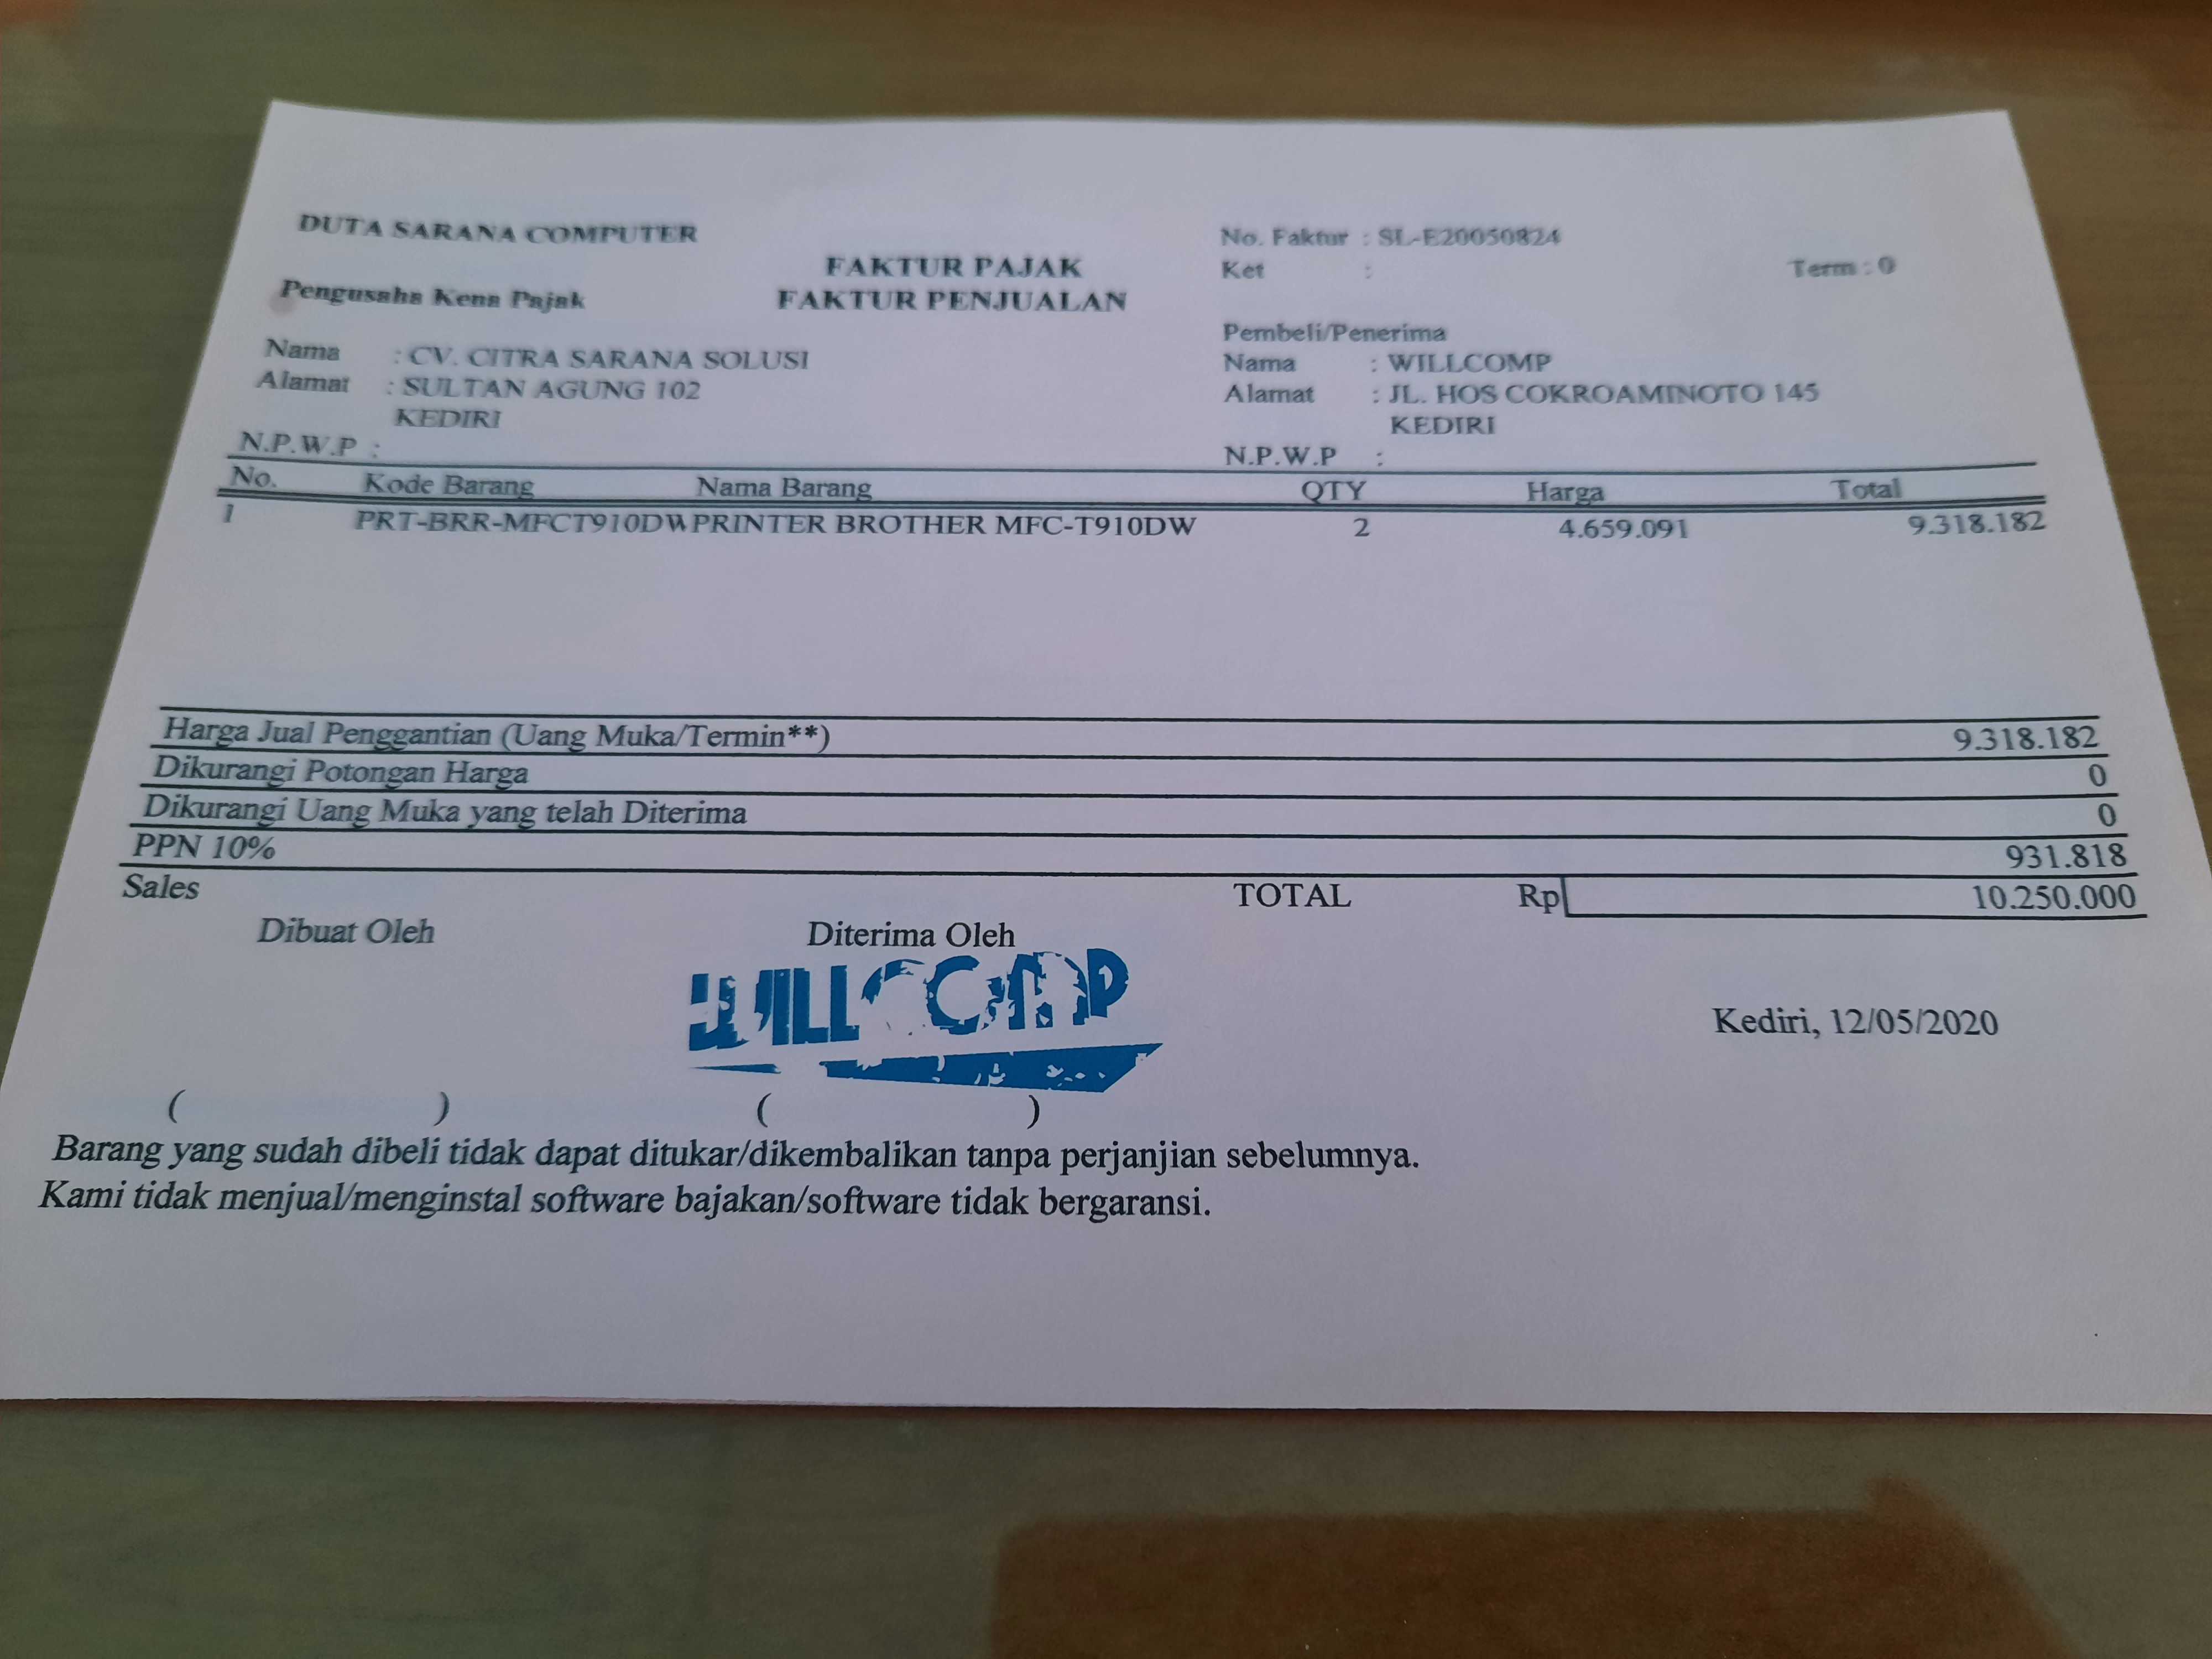 DUTA SARANA COMPUTER
FAKTUR PAJAK
FAKTUR PENJUALAN
No. Faktur : SL-E20050824
Ket :
Term : 0
Pengusaha Kena Pajak
Nama : CV. CITRA SARANA SOLUSI
Alamat : SULTAN AGUNG 102
KEDIRI
N.P.W.P :
Pembeli/Penerima
Nama : WILLCOMP
Alamat : JL. HOS COKROAMINOTO 145
KEDIRI
N.P.W.P :
No. Kode Barang Nama Barang QTY Harga Total
1 PRT-BRR-MFCT910DW PRINTER BROTHER MFC-T910DW 2 4.659.091 9.318.182
Harga Jual Penggantian (Uang Muka/Termin**) 9.318.182
Dikurangi Potongan Harga 0
Dikurangi Uang Muka yang telah Diterima 0
PPN 10% 931.818
Sales TOTAL Rp 10.250.000
Dibuat Oleh Diterima Oleh
WILLCOMP
Kediri, 12/05/2020
( ) ( )
Barang yang sudah dibeli tidak dapat ditukar/dikembalikan tanpa perjanjian sebelumnya.
Kami tidak menjual/menginstal software bajakan/software tidak bergaransi.